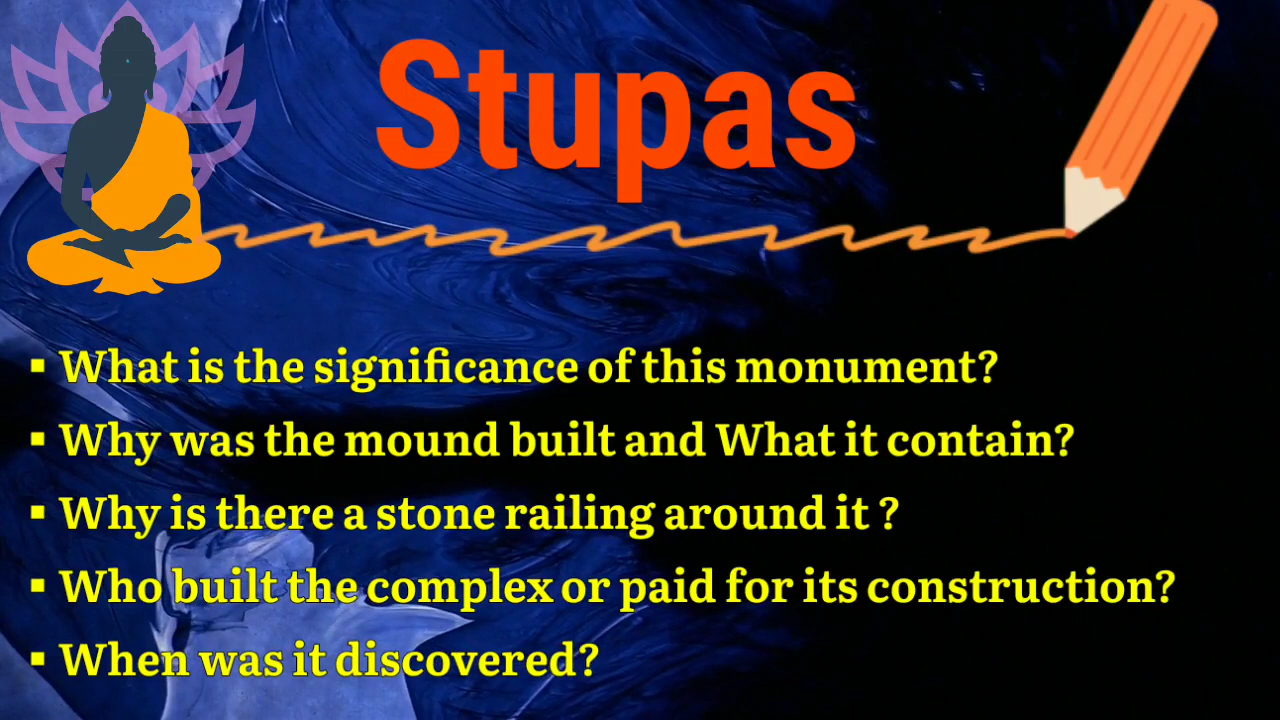 Stupas
▪ What is the significance of this monument?
▪ Why was the mound built and What it contain?
▪ Why is there a stone railing around it ?
▪ Who built the complex or paid for its construction?
▪ When was it discovered?